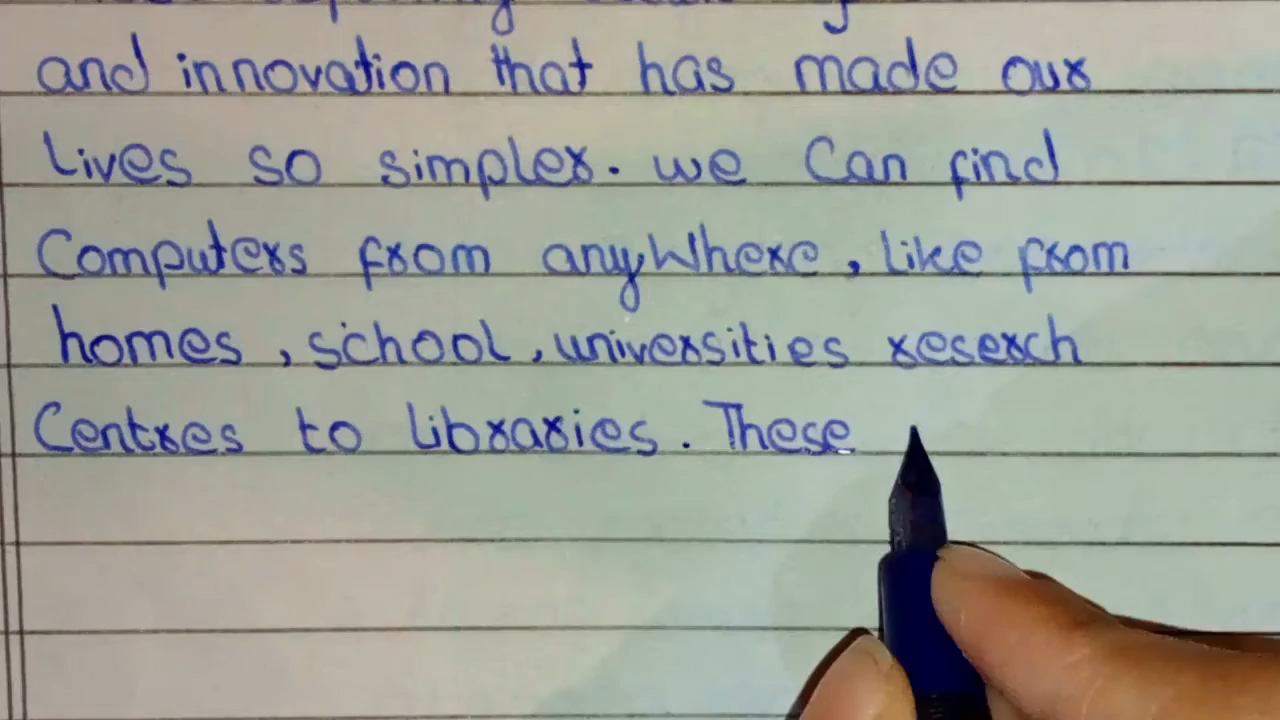 and innovation that has made our
Lives so simpler. we Can find
Computers from anywhere, like from
homes, school, universities reserch
Centres to Libraries. These